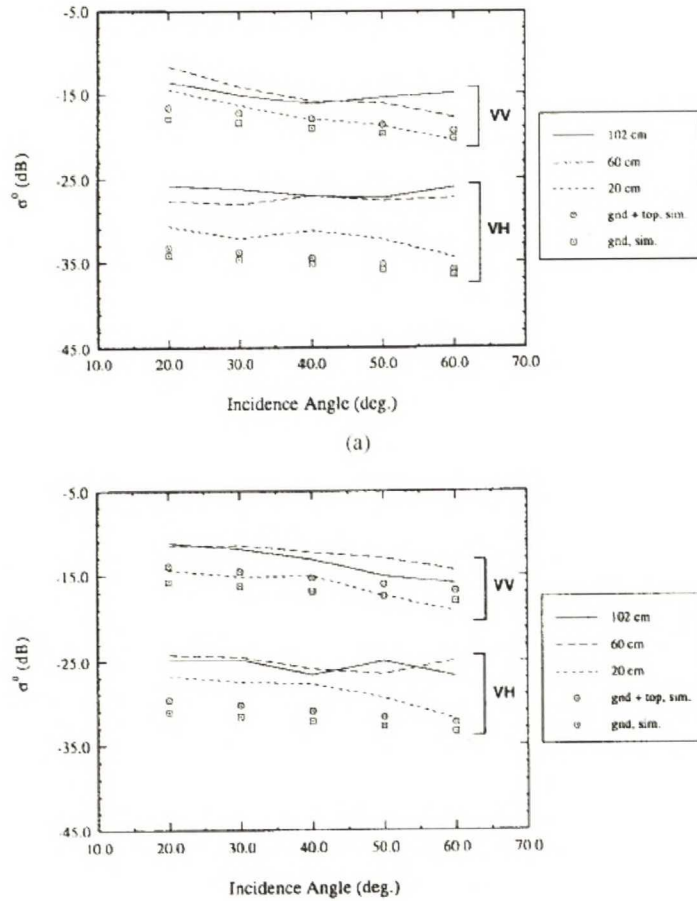 -5.0
-15.0
-25.0
-35.0
-45.0
σ⁰ (dB)
10.0 20.0 30.0 40.0 50.0 60.0 70.0
Incidence Angle (deg.)
VV
VH
102 cm
60 cm
20 cm
gnd + top, sim.
gnd, sim.
(a)
-5.0
-15.0
-25.0
-35.0
-45.0
σ⁰ (dB)
10.0 20.0 30.0 40.0 50.0 60.0 70.0
Incidence Angle (deg.)
VV
VH
102 cm
60 cm
20 cm
gnd + top, sim.
gnd, sim.